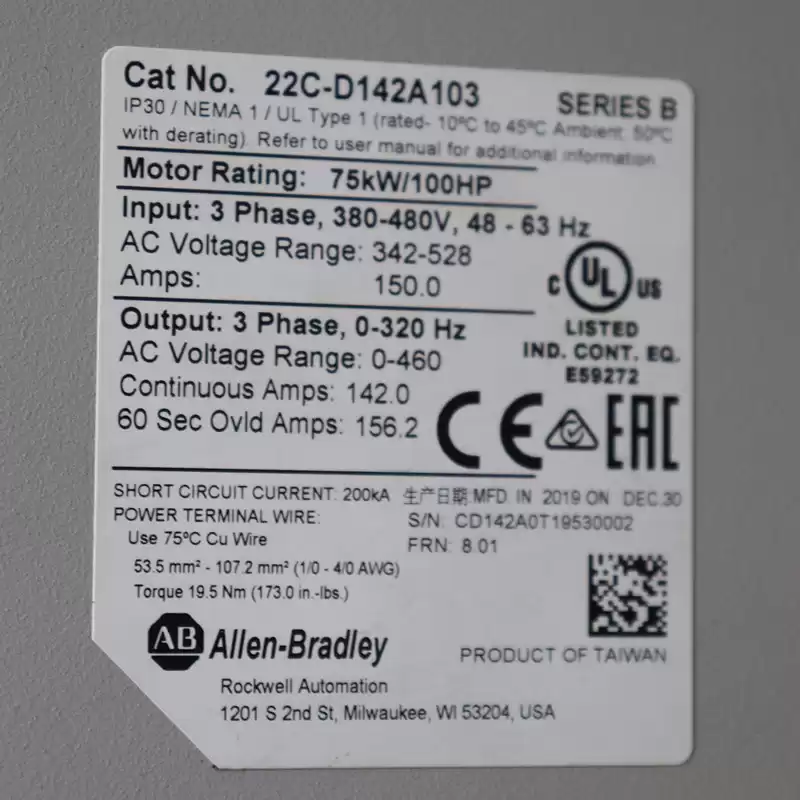 Cat No. 22C-D142A103 SERIES B
IP30 / NEMA 1 / UL Type 1 (rated- 10ºC to 45ºC Ambient 50ºC
with derating). Refer to user manual for additional information
Motor Rating: 75kW/100HP
Input: 3 Phase, 380-480V, 48 - 63 Hz
AC Voltage Range: 342-528
Amps: 150.0
C UL US
LISTED
IND. CONT. EQ.
E59272
Output: 3 Phase, 0-320 Hz
AC Voltage Range: 0-460
Continuous Amps: 142.0
60 Sec Ovld Amps: 156.2
CE EAC
SHORT CIRCUIT CURRENT: 200kA 生产日期:MFD. IN 2019 ON DEC.30
POWER TERMINAL WIRE: S/N: CD142A0T19530002
Use 75ºC Cu Wire FRN: 8.01
53.5 mm² - 107.2 mm² (1/0 - 4/0 AWG)
Torque 19.5 Nm (173.0 in.-lbs.)
AB Allen-Bradley
PRODUCT OF TAIWAN
Rockwell Automation
1201 S 2nd St, Milwaukee, WI 53204, USA